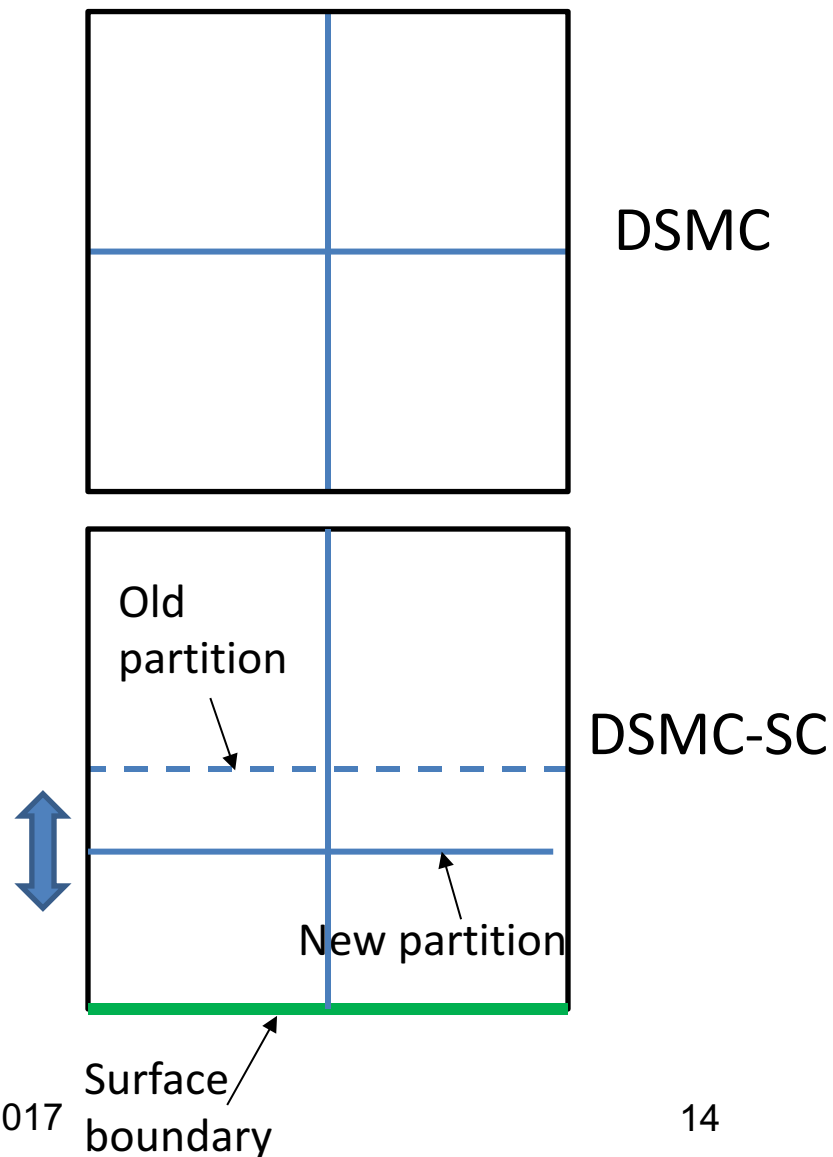 DSMC
Old
partition
DSMC-SC
New partition
Surface
boundary
017
14